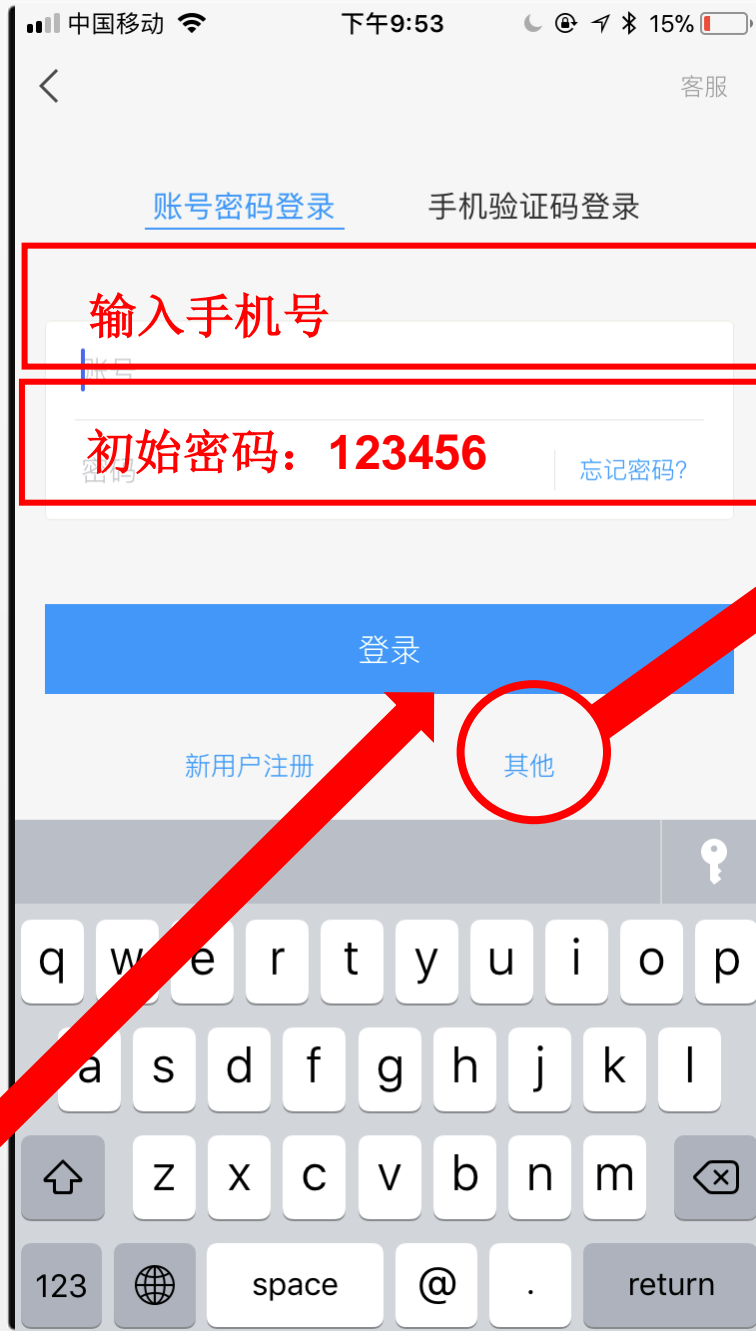 中国移动 下午9:53 15%
客服
账号密码登录 手机验证码登录
输入手机号
账号
初始密码：123456
密码 忘记密码?
登录
新用户注册 其他
q w e r t y u i o p
a s d f g h j k l
z x c v b n m
123 space @ . return